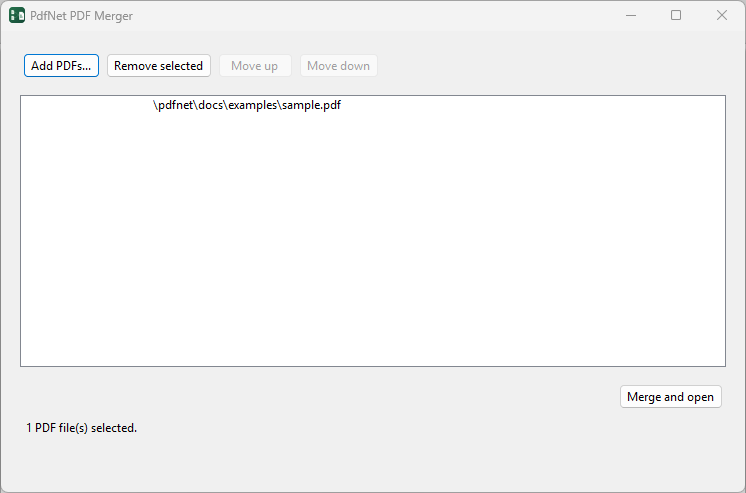 PdfNet PDF Merger
Add PDFs... Remove selected Move up Move down
\pdfnet\docs\examples\sample.pdf
Merge and open
1 PDF file(s) selected.